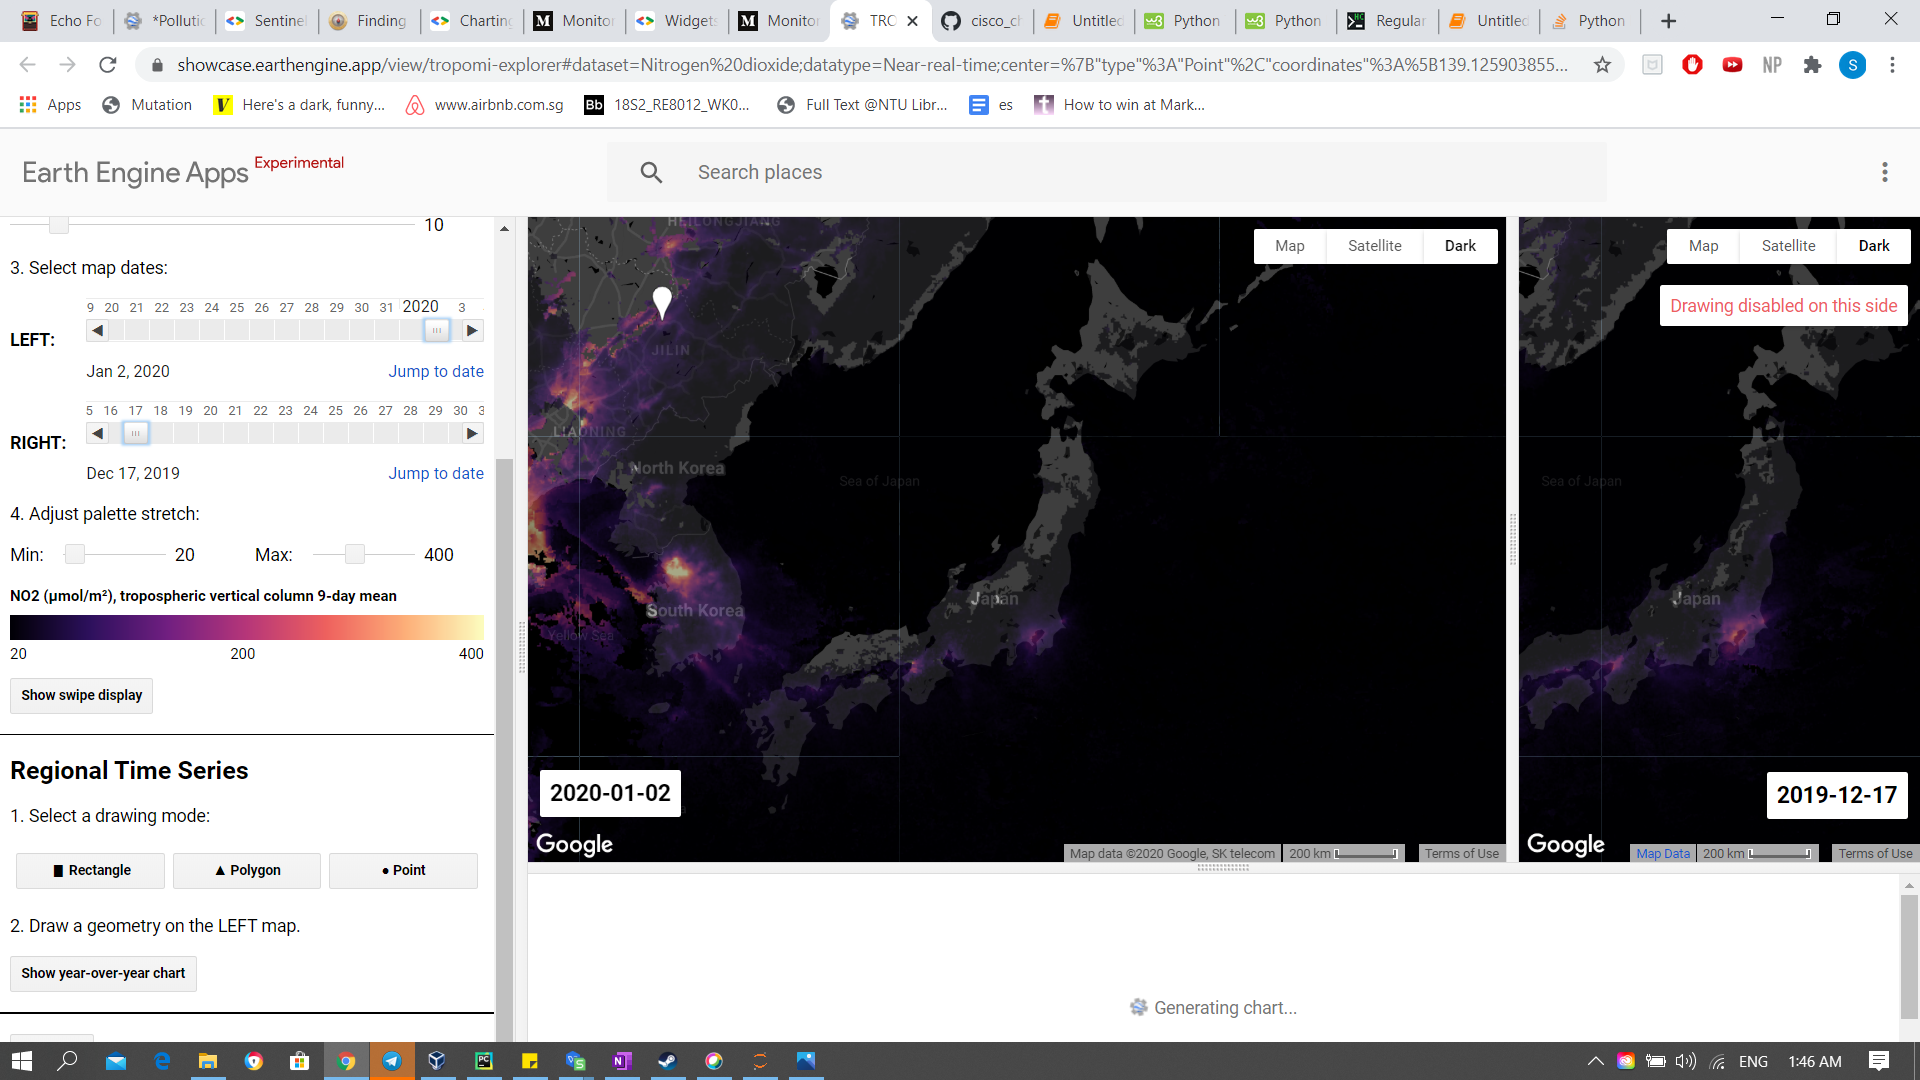 Echo Fo
*Pollutio
Sentinel
Finding
Charting
Monitor
Widgets
Monitor
TRO
cisco_ch
Untitled
Python
Python
Regular
Untitled
Python
showcase.earthengine.app/view/tropomi-explorer#dataset=Nitrogen%20dioxide;datatype=Near-real-time;center=%7B"type"%3A"Point"%2C"coordinates"%3A%5B139.125903855...
NP
S
Apps
Mutation
Here's a dark, funny...
www.airbnb.com.sg
Bb 18S2_RE8012_WK0...
Full Text @NTU Libr...
es
How to win at Mark...
Earth Engine Apps Experimental
Search places
10
3. Select map dates:
9 20 21 22 23 24 25 26 27 28 29 30 31 2020 3
LEFT:
Jan 2, 2020 Jump to date
5 16 17 18 19 20 21 22 23 24 25 26 27 28 29 30 3
RIGHT:
Dec 17, 2019 Jump to date
4. Adjust palette stretch:
Min: 20 Max: 400
NO2 (µmol/m²), tropospheric vertical column 9-day mean
20 200 400
Show swipe display
Regional Time Series
1. Select a drawing mode:
Rectangle
Polygon
Point
2. Draw a geometry on the LEFT map.
Show year-over-year chart
HEILONGJIANG
JILIN
LIAONING
North Korea
Sea of Japan
South Korea
Yellow Sea
Japan
Map Satellite Dark
2020-01-02
Google
Map data ©2020 Google, SK telecom 200 km Terms of Use
Map Satellite Dark
Drawing disabled on this side
Sea of Japan
Japan
2019-12-17
Google
Map Data 200 km Terms of Use
Generating chart...
ENG
1:46 AM